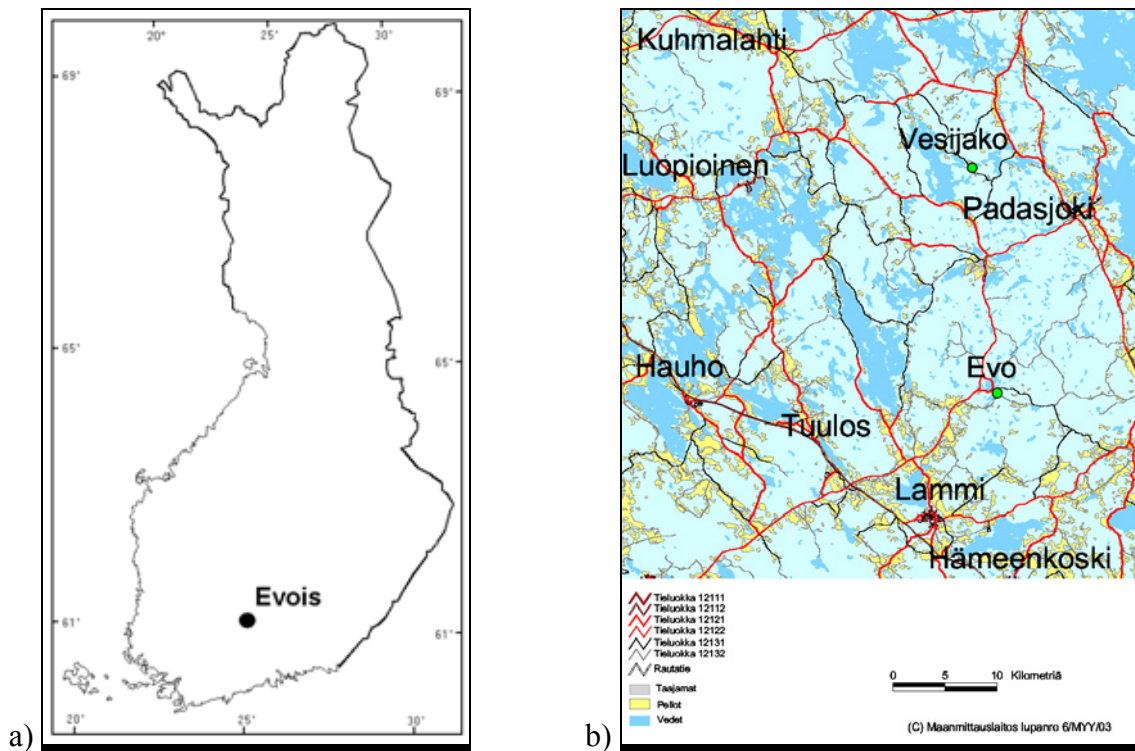 20°
25°
30°
69°
69°
65°
65°
Evois
61°
61°
20°
25°
30°
a)
Kuhmalahti
Vesijako
Luopioinen
Padasjoki
Hauho
Evo
Tuulos
Lammi
Hämeenkoski
Tieluokka 12111
Tieluokka 12112
Tieluokka 12121
Tieluokka 12122
Tieluokka 12131
Tieluokka 12132
Rautatie
Taajamat
Pellot
Vedet
0 5 10 Kilometriä
(C) Maanmittauslaitos lupanro 6/MYY/03
b)